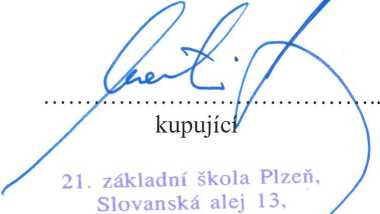 kupující
21. základní škola Plzeň,
Slovanská alej 13,